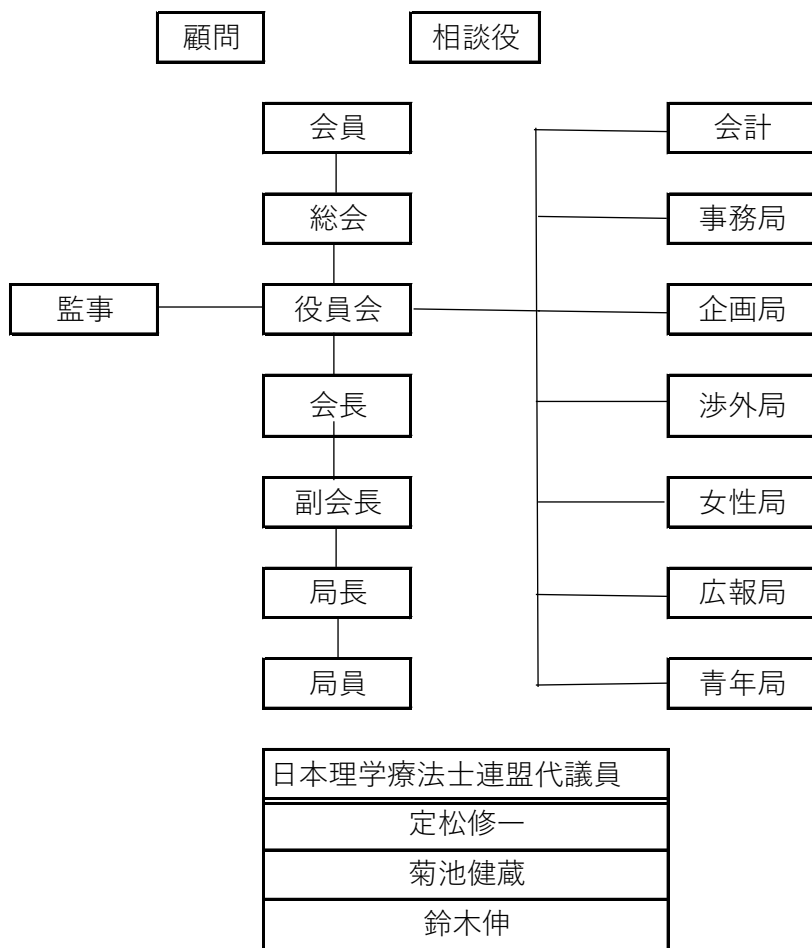 顧問
相談役
会員
会計
総会
事務局
監事
役員会
企画局
会長
渉外局
副会長
女性局
局長
広報局
局員
青年局
日本理学療法士連盟代議員
定松修一
菊池健蔵
鈴木伸